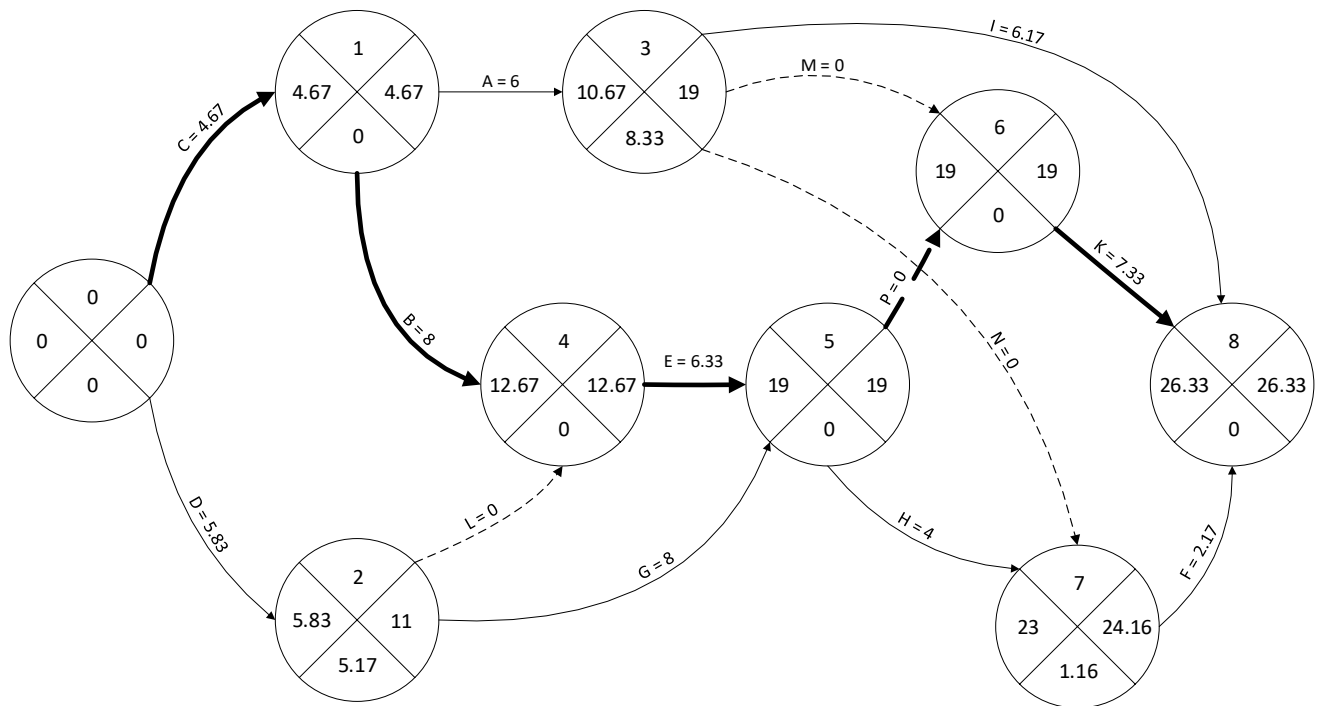 1
4.67 4.67
0
C = 4.67
A = 6
3
10.67 19
8.33
I = 6.17
M = 0
6
19 19
0
K = 7.33
N = 0
P = 0
B = 8
0
0 0
0
4
12.67 12.67
0
E = 6.33
5
19 19
0
8
26.33 26.33
0
D = 5.83
L = 0
G = 8
H = 4
F = 2.17
2
5.83 11
5.17
7
23 24.16
1.16